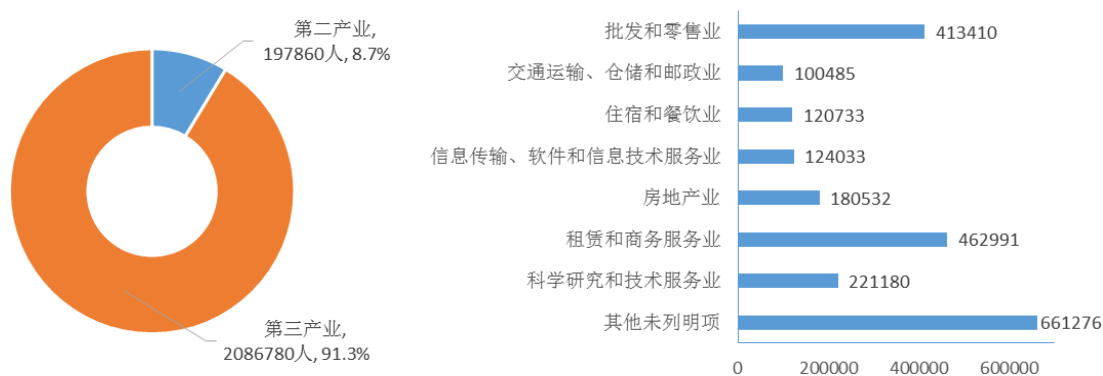 第二产业,
197860人, 8.7%
第三产业,
2086780人, 91.3%
批发和零售业 413410
交通运输、仓储和邮政业 100485
住宿和餐饮业 120733
信息传输、软件和信息技术服务业 124033
房地产业 180532
租赁和商务服务业 462991
科学研究和技术服务业 221180
其他未列明项 661276
0 200000 400000 600000